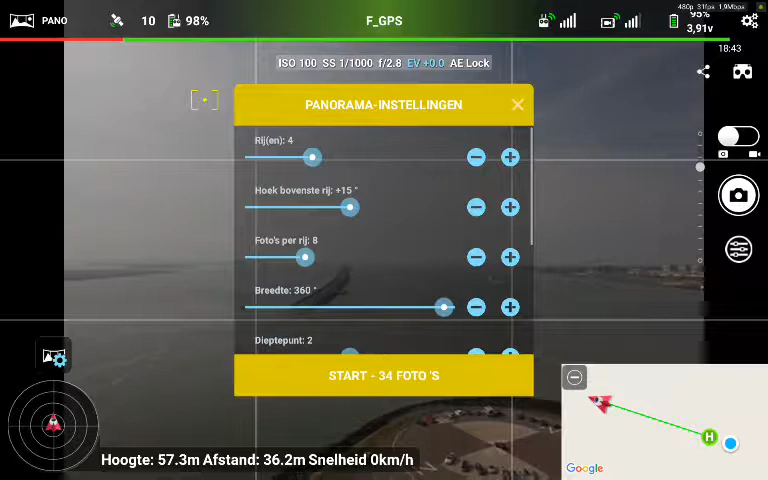 480p 31fps 1,9Mbps
PANO 10 98% F_GPS 95%
3,91v
18:43
ISO 100 SS 1/1000 f/2.8 EV +0.0 AE Lock
PANORAMA-INSTELLINGEN
Rij(en): 4
Hoek bovenste rij: +15 °
Foto's per rij: 8
Breedte: 360 °
Dieptepunt: 2
START - 34 FOTO 'S
H
Google
Hoogte: 57.3m Afstand: 36.2m Snelheid 0km/h